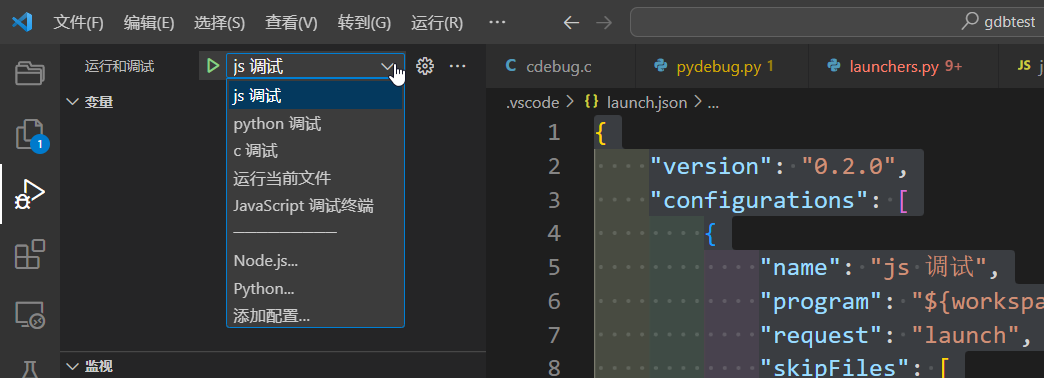 文件(F) 编辑(E) 选择(S) 查看(V) 转到(G) 运行(R) ··· gdbtest
运行和调试 js 调试 ···
cdebug.c pydebug.py 1 launchers.py 9+ JS
变量
js 调试
python 调试
c 调试
运行当前文件
JavaScript 调试终端
Node.js...
Python...
添加配置...
监视
1
.vscode > {} launch.json > ...
1 {
2 "version": "0.2.0",
3 "configurations": [
4 {
5 "name": "js 调试",
6 "program": "${workspa
7 "request": "launch",
8 "skipFiles": [